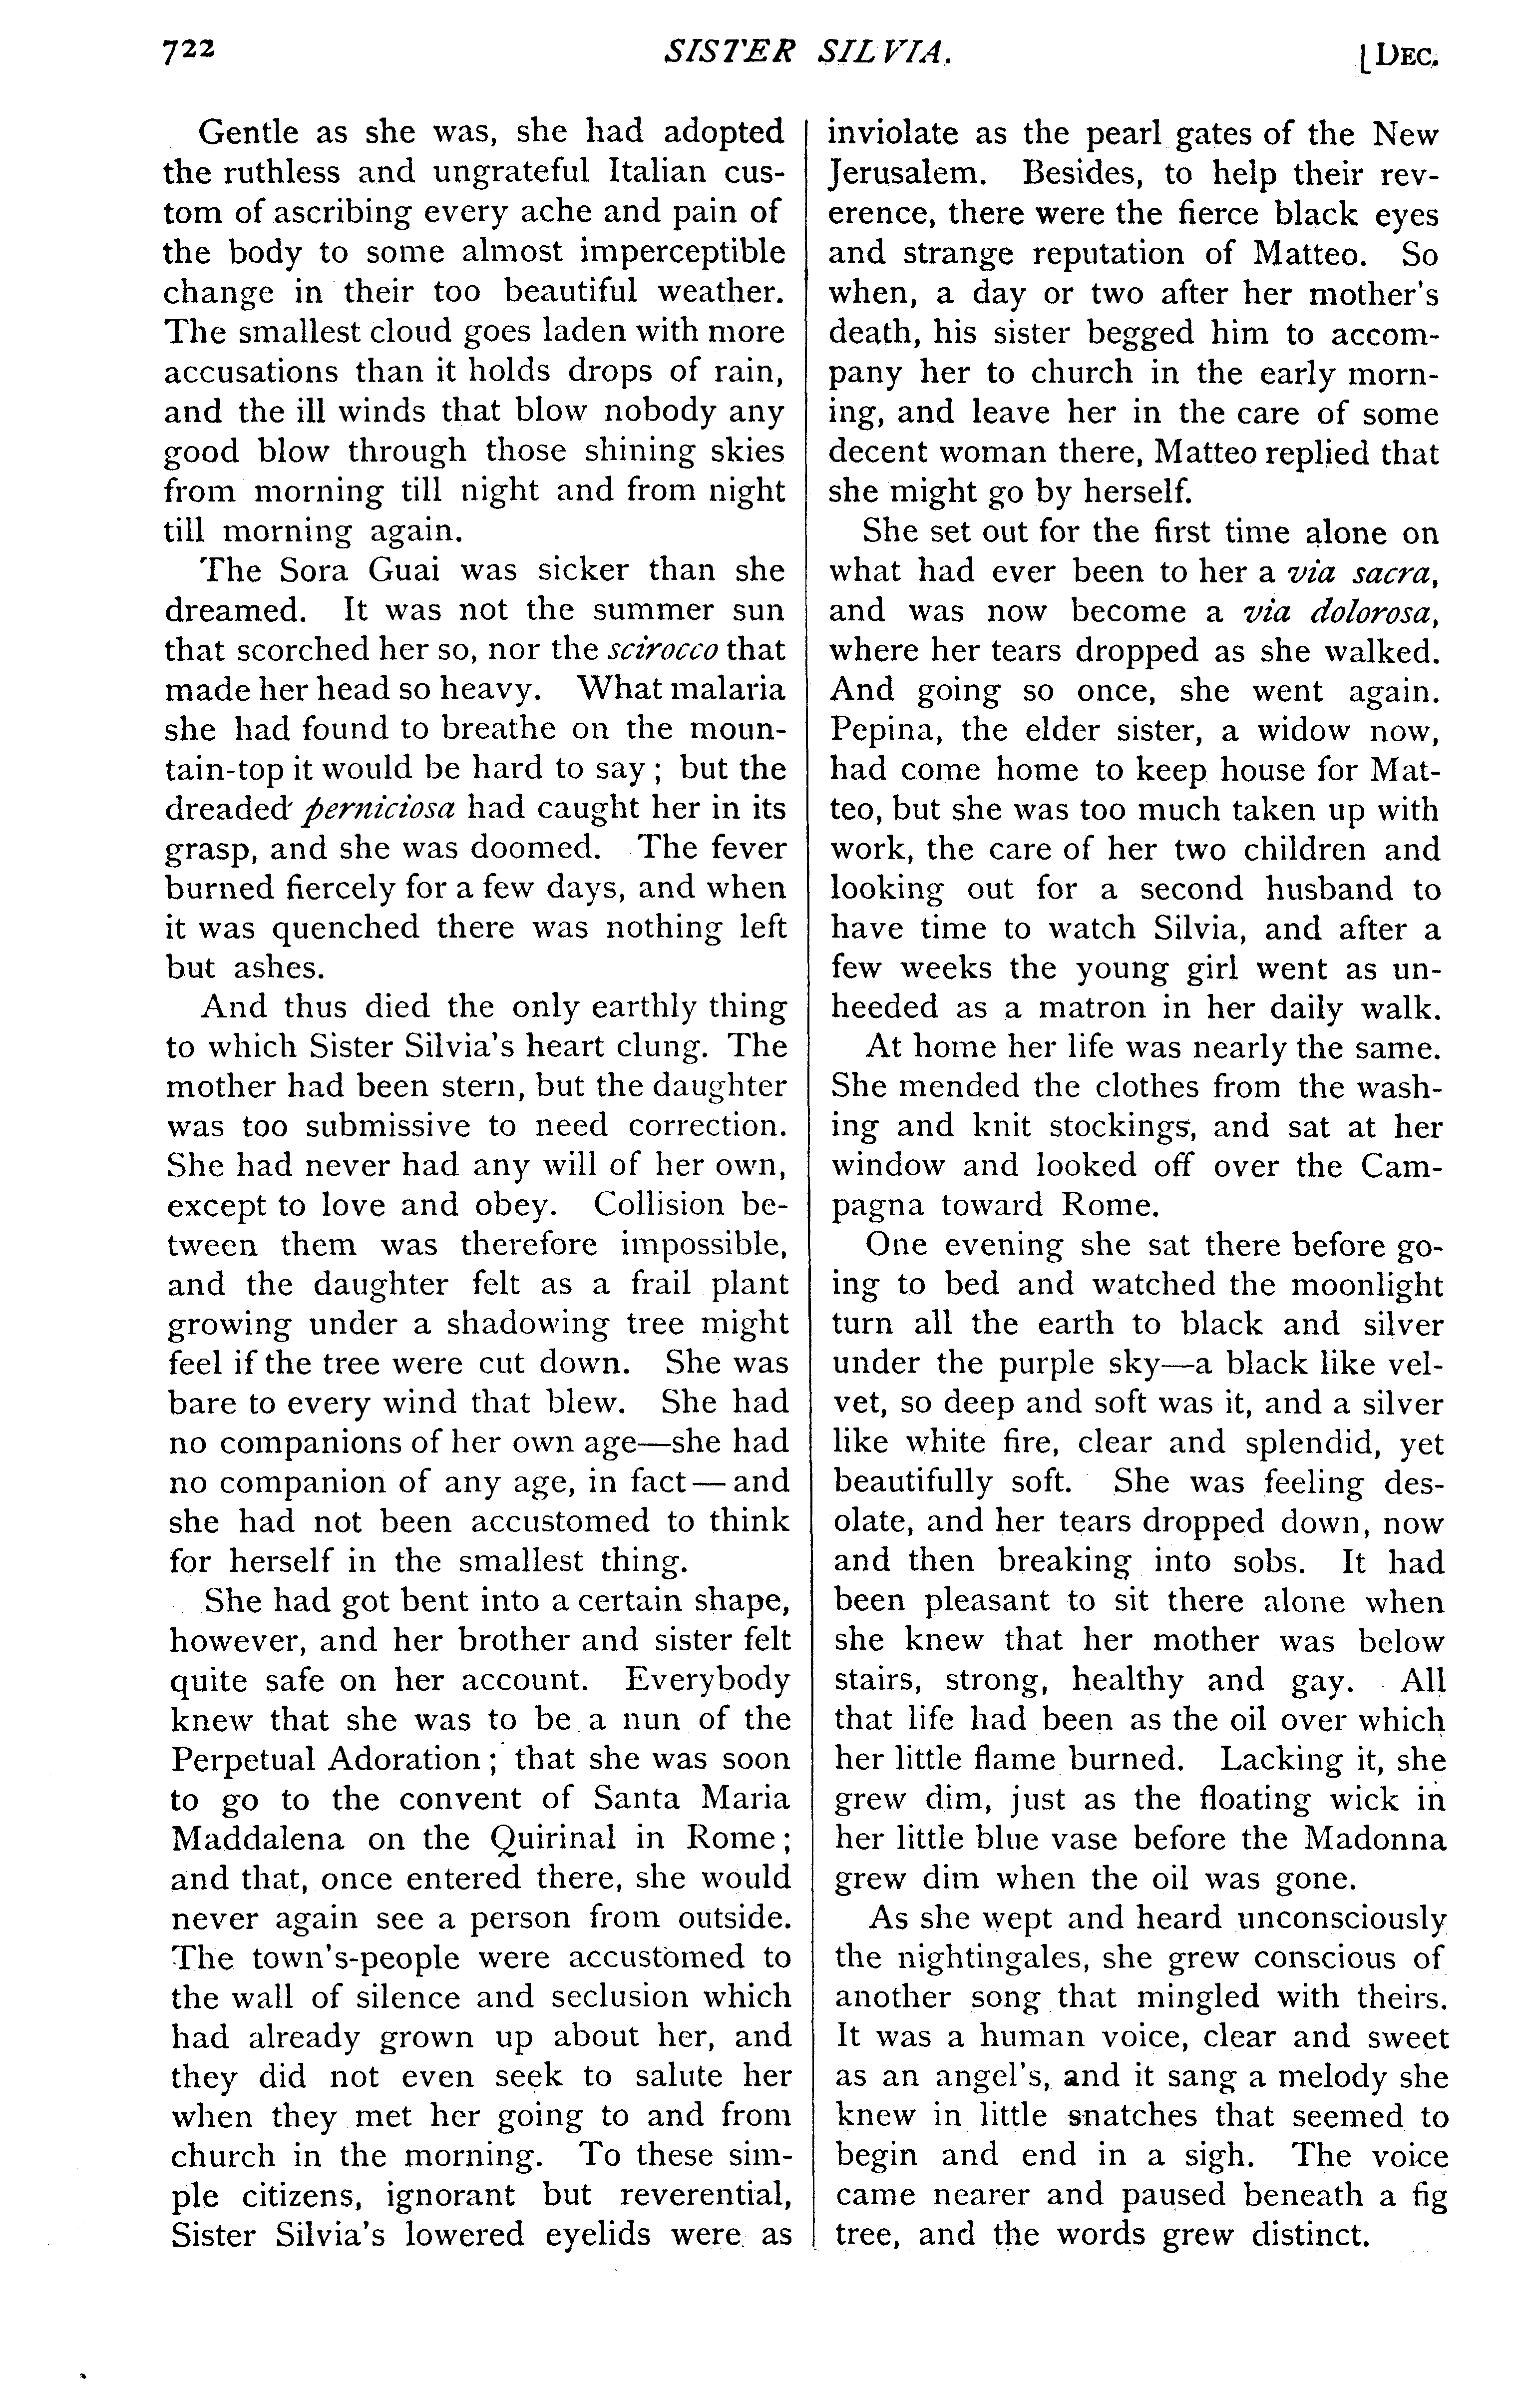 722
SISTER SILVIA.
[DEC.
Gentle as she was, she had adopted
the ruthless and ungrateful Italian cus-
tom of ascribing every ache and pain of
the body to some almost imperceptible
change in their too beautiful weather.
The smallest cloud goes laden with more
accusations than it holds drops of rain,
and the ill winds that blow nobody any
good blow through those shining skies
from morning till night and from night
till morning again.
The Sora Guai was sicker than she
dreamed. It was not the summer sun
that scorched her so, nor the scirocco that
made her head so heavy. What malaria
she had found to breathe on the moun-
tain-top it would be hard to say; but the
dreaded perniciosa had caught her in its
grasp, and she was doomed. The fever
burned fiercely for a few days, and when
it was quenched there was nothing left
but ashes.
And thus died the only earthly thing
to which Sister Silvia's heart clung. The
mother had been stern, but the daughter
was too submissive to need correction.
She had never had any will of her own,
except to love and obey. Collision be-
tween them was therefore impossible,
and the daughter felt as a frail plant
growing under a shadowing tree might
feel if the tree were cut down. She was
bare to every wind that blew. She had
no companions of her own age—she had
no companion of any age, in fact—and
she had not been accustomed to think
for herself in the smallest thing.
She had got bent into a certain shape,
however, and her brother and sister felt
quite safe on her account. Everybody
knew that she was to be a nun of the
Perpetual Adoration; that she was soon
to go to the convent of Santa Maria
Maddalena on the Quirinal in Rome;
and that, once entered there, she would
never again see a person from outside.
The town's-people were accustomed to
the wall of silence and seclusion which
had already grown up about her, and
they did not even seek to salute her
when they met her going to and from
church in the morning. To these sim-
ple citizens, ignorant but reverential,
Sister Silvia's lowered eyelids were as
inviolate as the pearl gates of the New
Jerusalem. Besides, to help their rev-
erence, there were the fierce black eyes
and strange reputation of Matteo. So
when, a day or two after her mother's
death, his sister begged him to accom-
pany her to church in the early morn-
ing, and leave her in the care of some
decent woman there, Matteo replied that
she might go by herself.
She set out for the first time alone on
what had ever been to her a via sacra,
and was now become a via dolorosa,
where her tears dropped as she walked.
And going so once, she went again.
Pepina, the elder sister, a widow now,
had come home to keep house for Mat-
teo, but she was too much taken up with
work, the care of her two children and
looking out for a second husband to
have time to watch Silvia, and after a
few weeks the young girl went as un-
heeded as a matron in her daily walk.
At home her life was nearly the same.
She mended the clothes from the wash-
ing and knit stockings, and sat at her
window and looked off over the Cam-
pagna toward Rome.
One evening she sat there before go-
ing to bed and watched the moonlight
turn all the earth to black and silver
under the purple sky—a black like vel-
vet, so deep and soft was it, and a silver
like white fire, clear and splendid, yet
beautifully soft. She was feeling des-
olate, and her tears dropped down, now
and then breaking into sobs. It had
been pleasant to sit there alone when
she knew that her mother was below
stairs, strong, healthy and gay. All
that life had been as the oil over which
her little flame burned. Lacking it, she
grew dim, just as the floating wick in
her little blue vase before the Madonna
grew dim when the oil was gone.
As she wept and heard unconsciously
the nightingales, she grew conscious of
another song that mingled with theirs.
It was a human voice, clear and sweet
as an angel's, and it sang a melody she
knew in little snatches that seemed to
begin and end in a sigh. The voice
came nearer and paused beneath a fig
tree, and the words grew distinct.